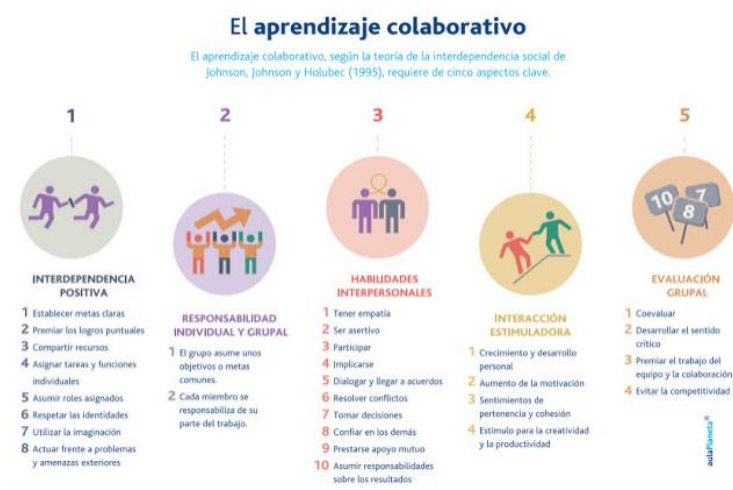 El aprendizaje colaborativo
El aprendizaje colaborativo, según la teoría de la interdependencia social de
Johnson, Johnson y Holubec (1995), requiere de cinco aspectos clave.
1
INTERDEPENDENCIA
POSITIVA
1 Establecer metas claras
2 Premiar los logros puntuales
3 Compartir recursos
4 Asignar tareas y funciones
individuales
5 Asumir roles asignados
6 Respetar las identidades
7 Utilizar la imaginación
8 Actuar frente a problemas
y amenazas exteriores
2
RESPONSABILIDAD
INDIVIDUAL Y GRUPAL
1 El grupo asume unos
objetivos o metas
comunes.
2 Cada miembro se
responsabiliza de su
parte del trabajo.
3
HABILIDADES
INTERPERSONALES
1 Tener empatía
2 Ser asertivo
3 Participar
4 Implicarse
5 Dialogar y llegar a acuerdos
6 Resolver conflictos
7 Tomar decisiones
8 Confiar en los demás
9 Prestarse apoyo mutuo
10 Asumir responsabilidades
sobre los resultados
4
INTERACCIÓN
ESTIMULADORA
1 Crecimiento y desarrollo
personal
2 Aumento de la motivación
3 Sentimientos de
pertenencia y cohesión
4 Estímulo para la creatividad
y la productividad
5
10
7
8
EVALUACIÓN
GRUPAL
1 Coevaluar
2 Desarrollar el sentido
crítico
3 Premiar el trabajo del
equipo y la colaboración
4 Evitar la competitividad
aulaPlaneta®